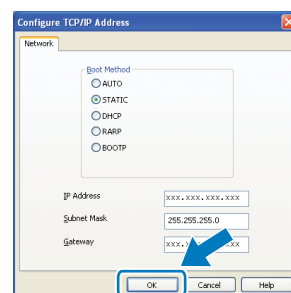 Configure TCP/IP Address
Network
Boot Method
AUTO
STATIC
DHCP
RARP
BOOTP
IP Address xxx.xxx.xxx.xxx
Subnet Mask 255.255.255.0
Gateway
OK Cancel Help